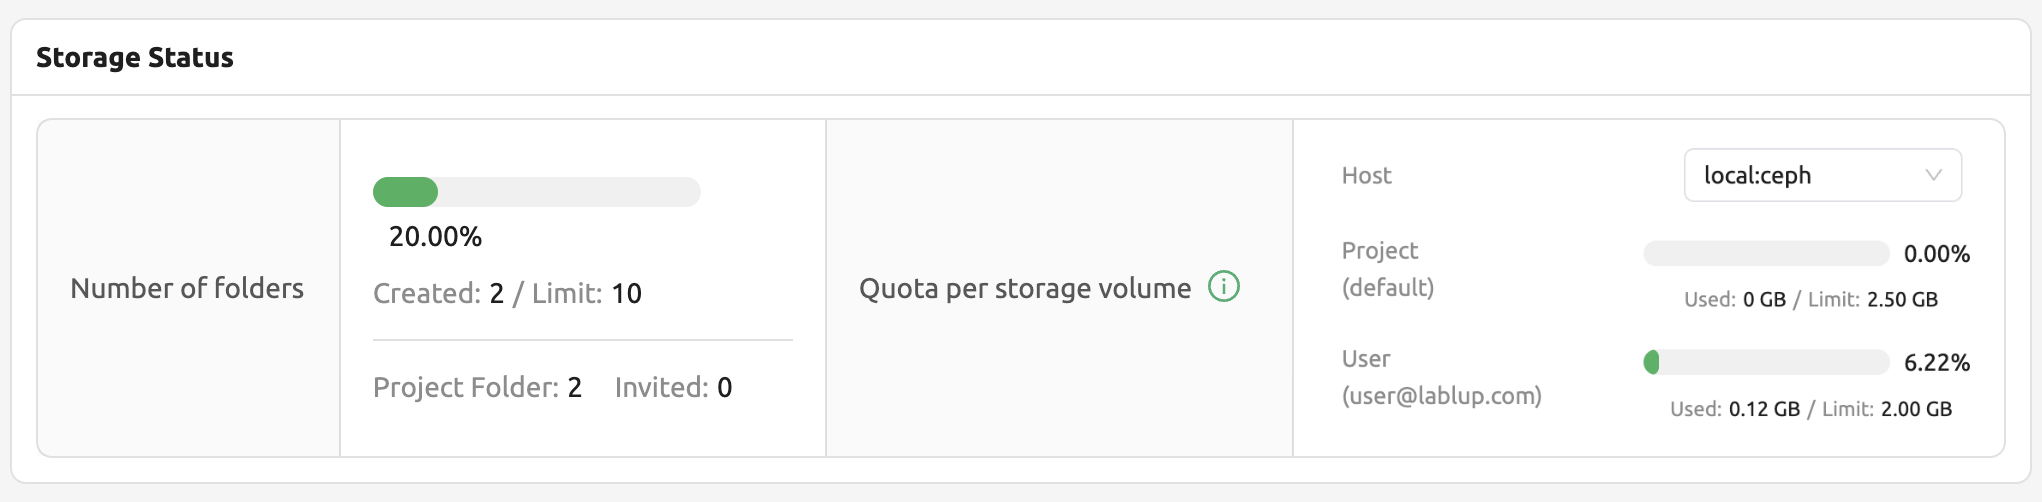 Storage Status
Number of folders
20.00%
Created: 2 / Limit: 10
Project Folder: 2 Invited: 0
Quota per storage volume
Host
local:ceph
Project
(default)
0.00%
Used: 0 GB / Limit: 2.50 GB
User
(user@lablup.com)
6.22%
Used: 0.12 GB / Limit: 2.00 GB